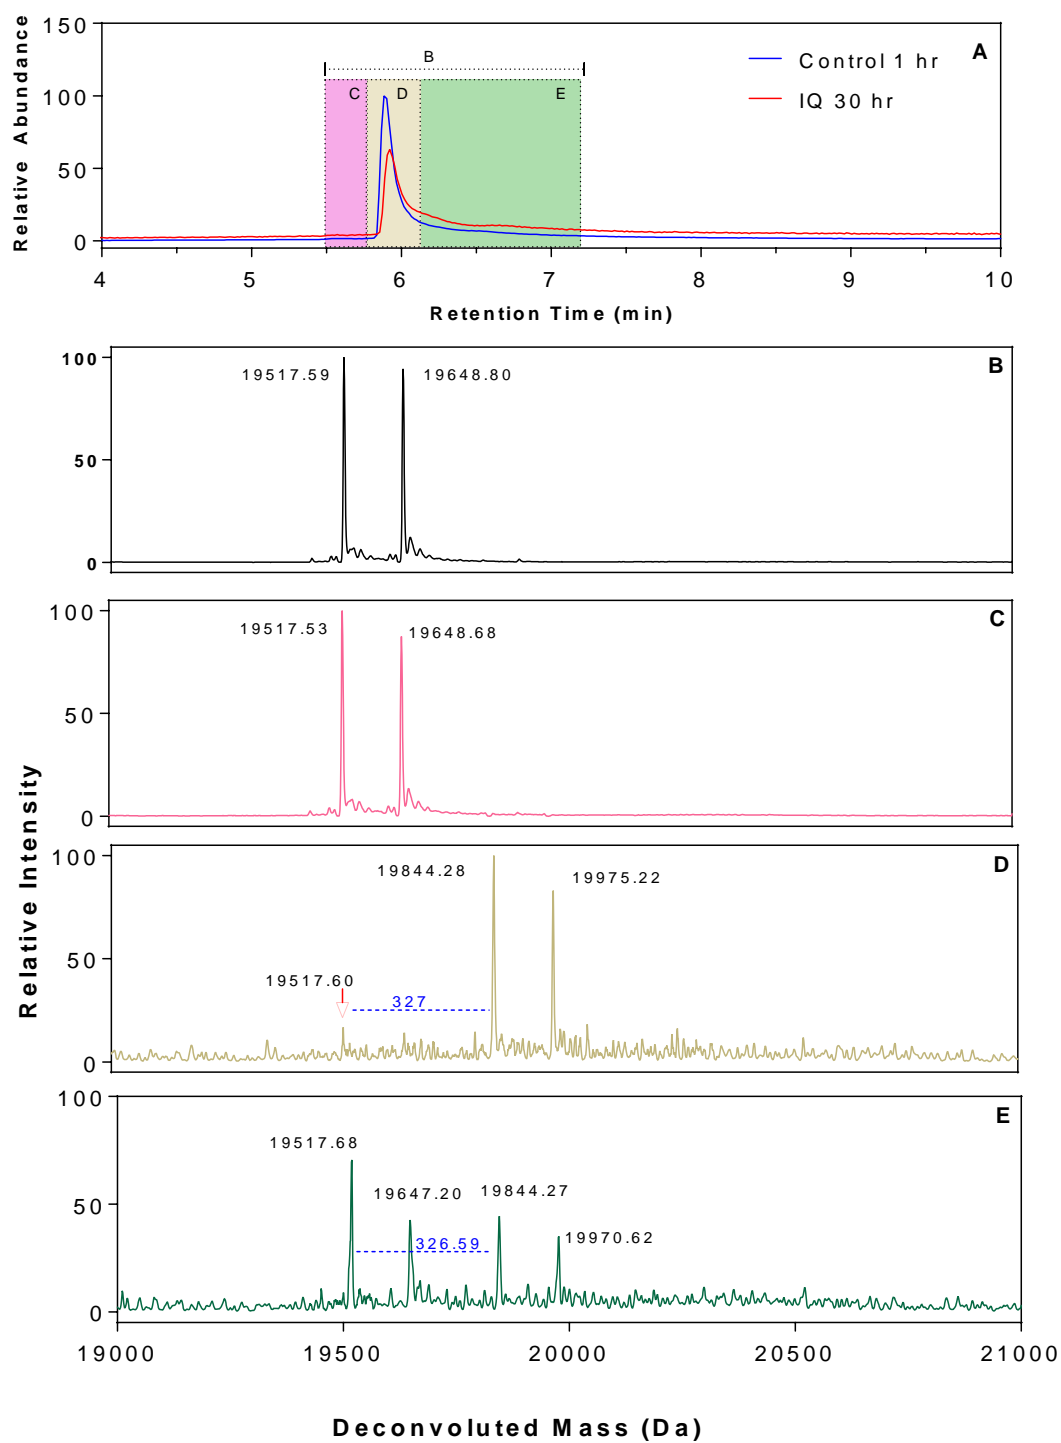 150
100
50
0
Relative Abundance
B
C
D
E
Control 1 hr
IQ 30 hr
A
4
5
6
7
8
9
10
Retention Time (min)
100
50
0
19517.59
19648.80
B
100
50
0
19517.53
19648.68
C
Relative Intensity
100
50
0
19844.28
19975.22
19517.60
327
D
100
50
0
19517.68
19647.20
19844.27
326.59
19970.62
E
19000
19500
20000
20500
21000
Deconvoluted Mass (Da)